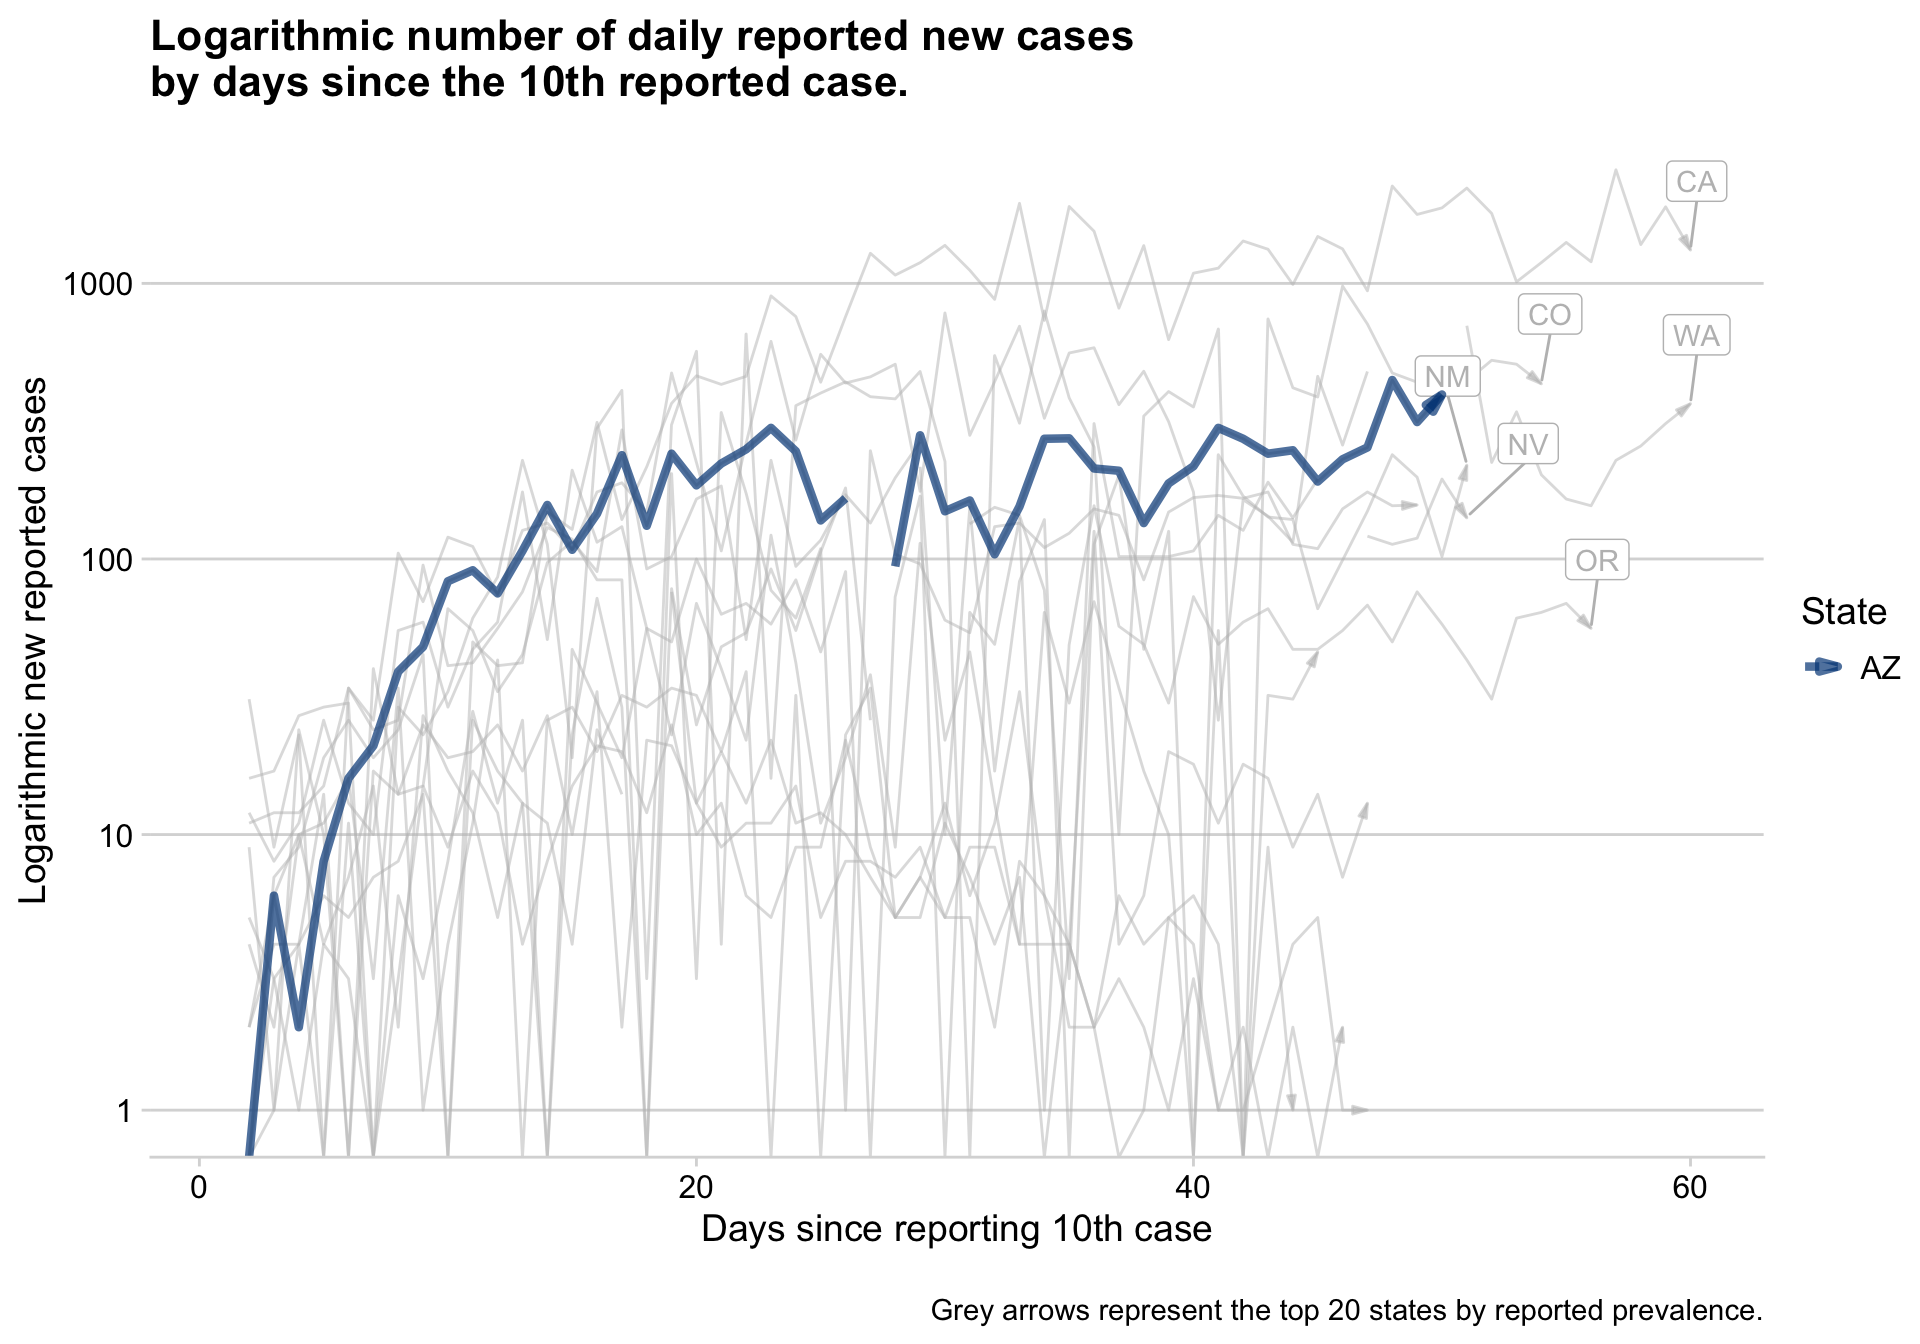 Logarithmic number of daily reported new cases
by days since the 10th reported case.
Logarithmic new reported cases
1000
100
10
1
CA
CO
WA
NM
NV
OR
State
AZ
0
20
40
60
Days since reporting 10th case
Grey arrows represent the top 20 states by reported prevalence.